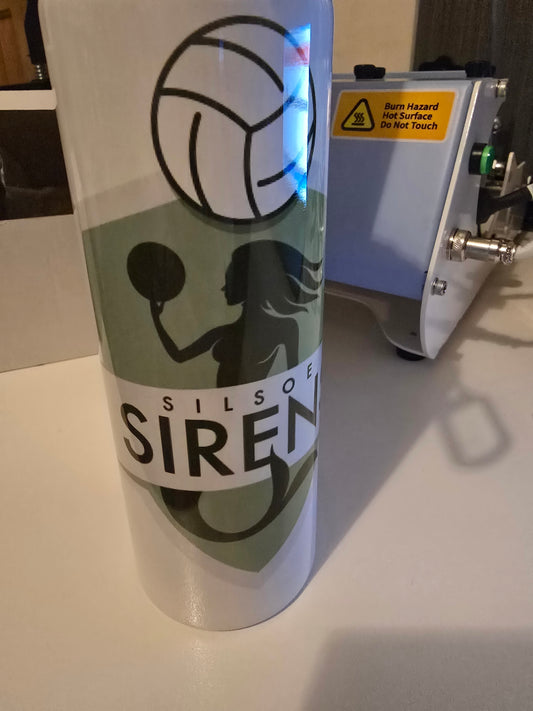 Burn Hazard
Hot Surface
Do Not Touch
SILSOE
SIREN